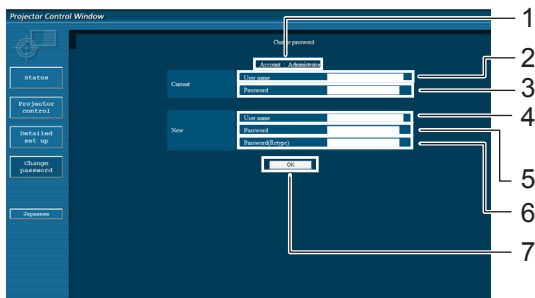 Projector Control Window
Change password
Account : Administrator
Current
User name
Password
New
User name
Password
Password(Retype)
OK
Status
Projector
control
Detailed
set up
Change
password
Japanese
1
2
3
4
5
6
7